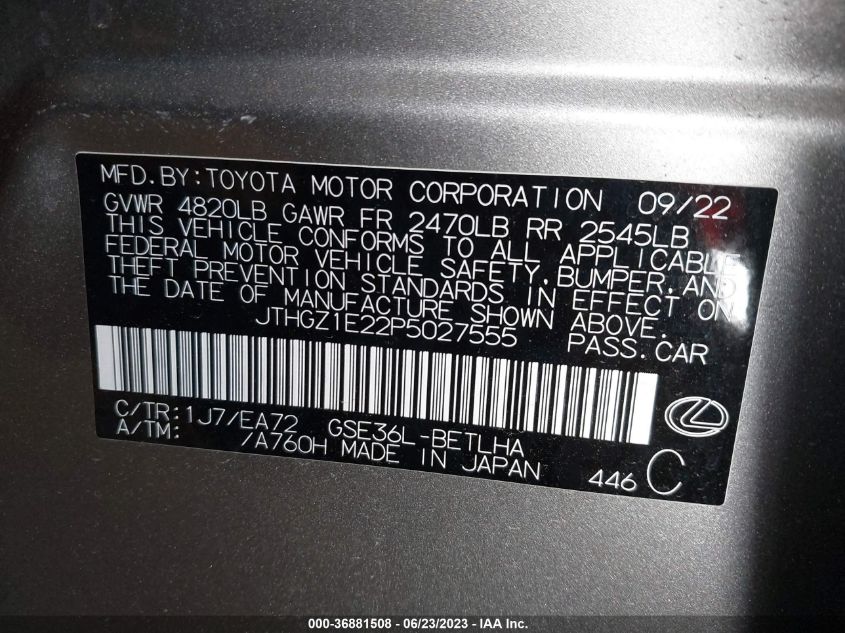 MFD.BY:TOYOTA MOTOR CORPORATION 09/22
GVWR 4820LB GAWR FR 2470LB RR 2545LB
THIS VEHICLE CONFORMS TO ALL APPLICABLE
FEDERAL MOTOR VEHICLE SAFETY,BUMPER,AND
THEFT PREVENTION STANDARDS IN EFFECT ON
THE DATE OF MANUFACTURE SHOWN ABOVE.
JTHGZ1E22P5027555 PASS.CAR
C/TR:1J7/EA72 GSE36L-BETLHA
A/TM: /A760H MADE IN JAPAN
446 C
000-36881508 - 06/23/2023 - IAA Inc.